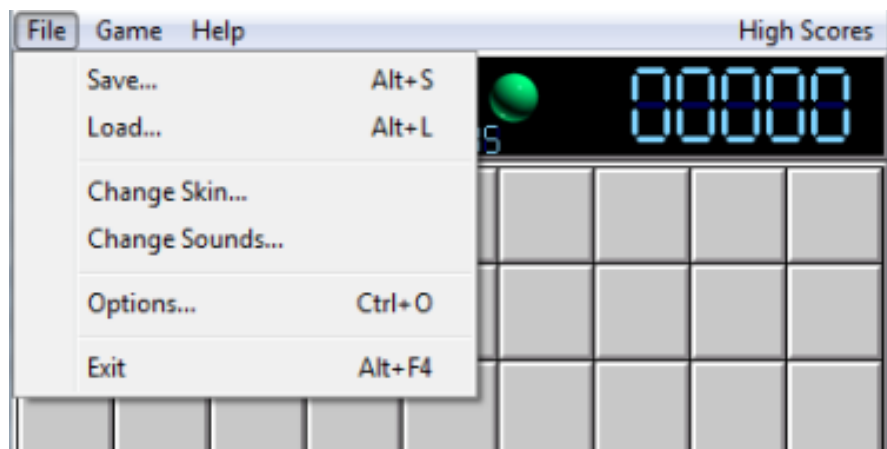 File Game Help High Scores
00000
Save... Alt+S
Load... Alt+L
Change Skin...
Change Sounds...
Options... Ctrl+O
Exit Alt+F4